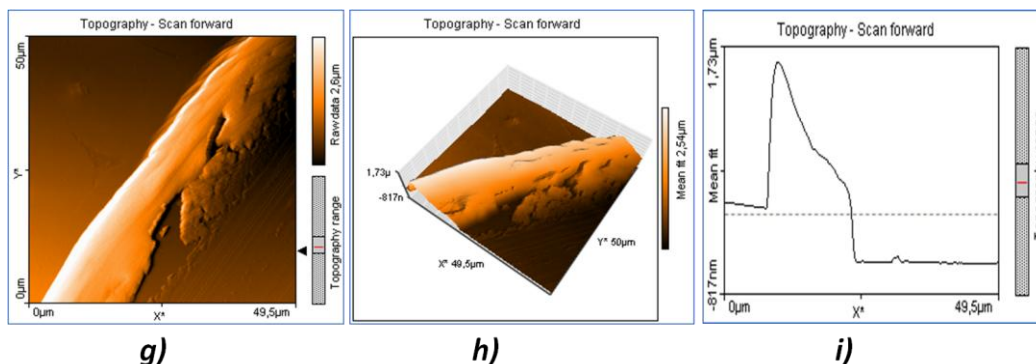 Topography - Scan forward
50µm
Y*
0µm
0µm
X*
49,5µm
Raw data 2,6µm
Topography range
g)
Topography - Scan forward
1,73µ
-817n
X* 49,5µm
Y* 50µm
Mean fit 2,54µm
h)
Topography - Scan forward
1,73µm
Mean fit
-817nm
0µm
X*
49,5µm
i)